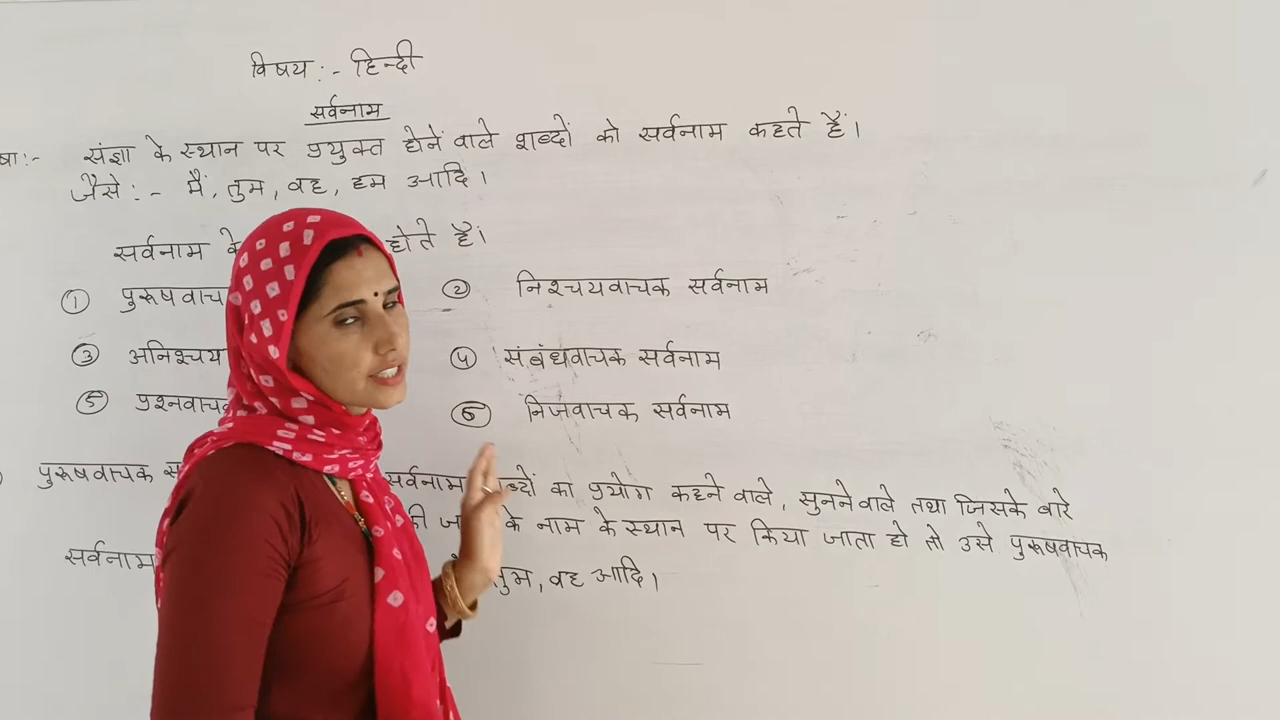 विषय :- हिन्दी
सर्वनाम
षा:- संज्ञा के स्थान पर प्रयुक्त होनें वाले शब्दों को सर्वनाम कहते हैं।
जैसे :- मैं, तुम, वह, हम आदि।
सर्वनाम के होते हैं।
① पुरूषवाच ② निश्चयवाचक सर्वनाम
③ अनिश्चय ④ संबंधवाचक सर्वनाम
⑤ प्रश्नवाचक ⑥ निजवाचक सर्वनाम
पुरूषवाचक स सर्वनाम शब्दों का प्रयोग कहने वाले, सुनने वाले तथा जिसके बारे
की के नाम के स्थान पर किया जाता हो तो उसे पुरूषवाचक
सर्वनाम तुम, वह आदि।